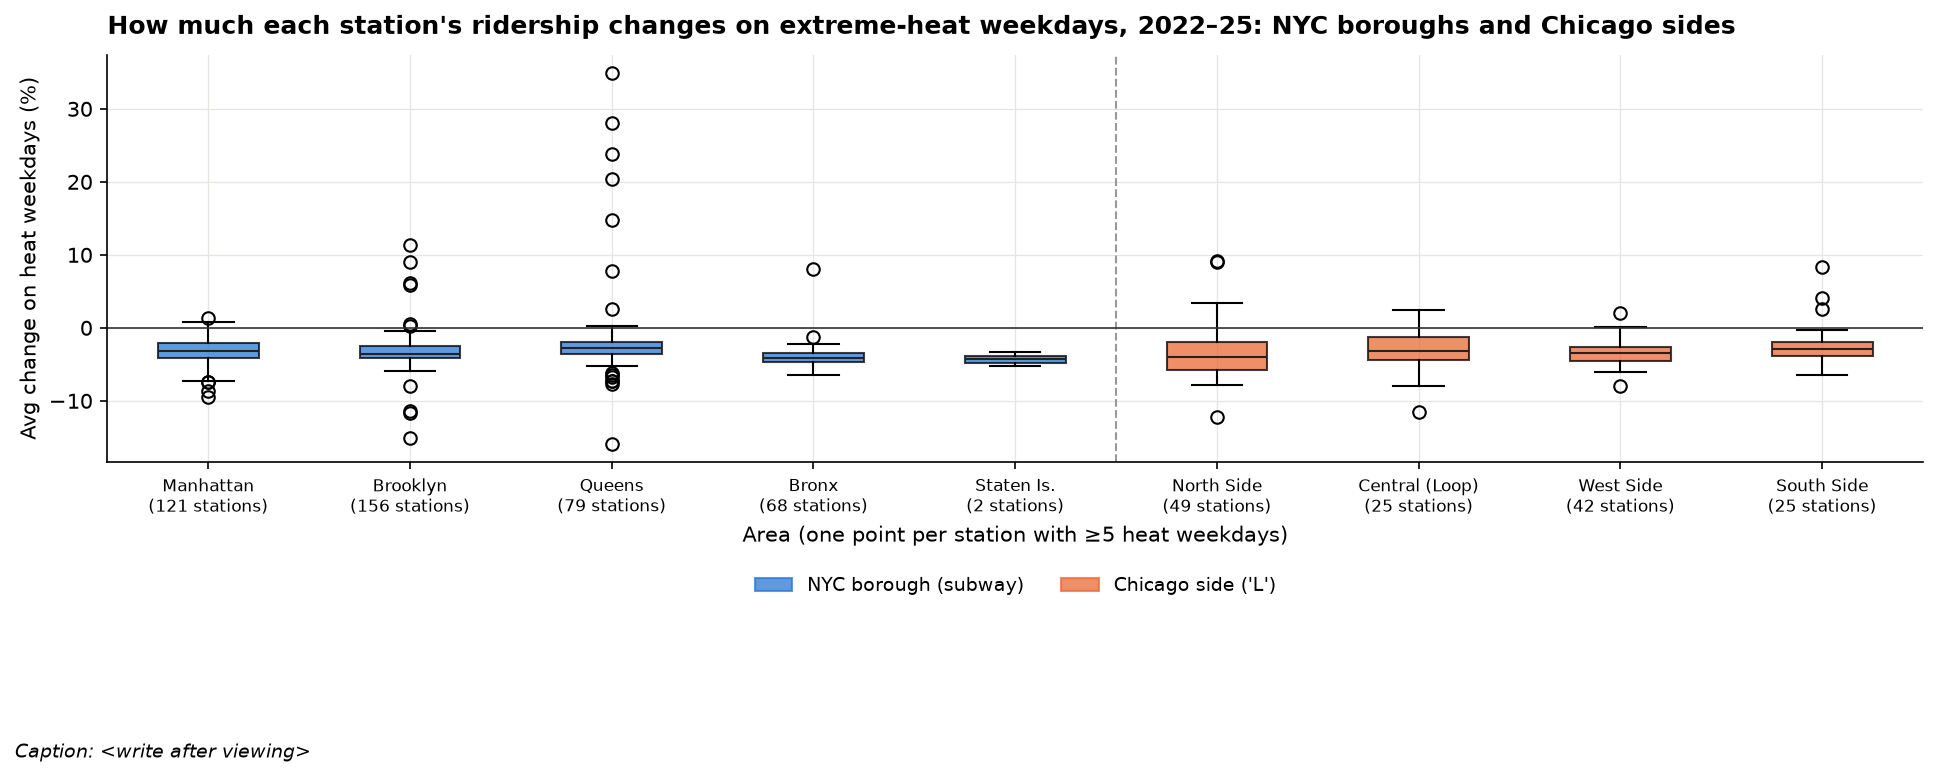 How much each station's ridership changes on extreme-heat weekdays, 2022–25: NYC boroughs and Chicago sides
Avg change on heat weekdays (%)
30
20
10
0
−10
Manhattan
(121 stations)
Brooklyn
(156 stations)
Queens
(79 stations)
Bronx
(68 stations)
Staten Is.
(2 stations)
North Side
(49 stations)
Central (Loop)
(25 stations)
West Side
(42 stations)
South Side
(25 stations)
Area (one point per station with ≥5 heat weekdays)
NYC borough (subway)
Chicago side ('L')
Caption: <write after viewing>